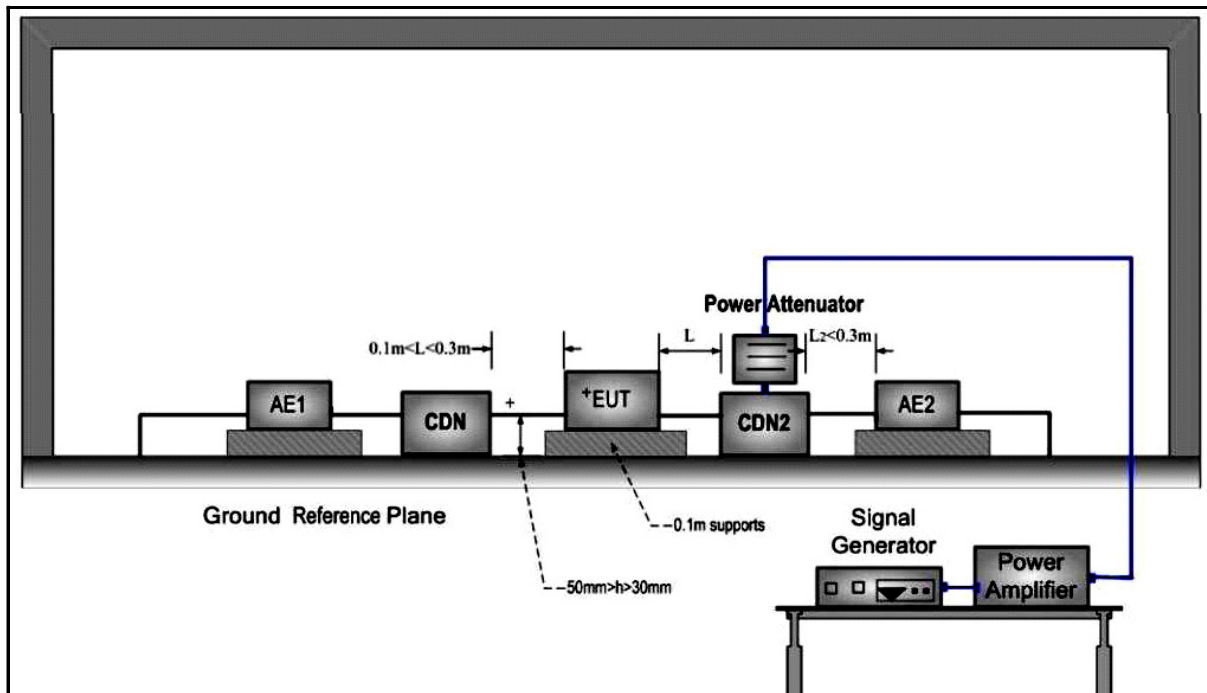 Power Attenuator
0.1m<L<0.3m
L
L2<0.3m
AE1
CDN
+
+EUT
CDN2
AE2
Ground Reference Plane
0.1m supports
50mm>h>30mm
Signal
Generator
Power
Amplifier